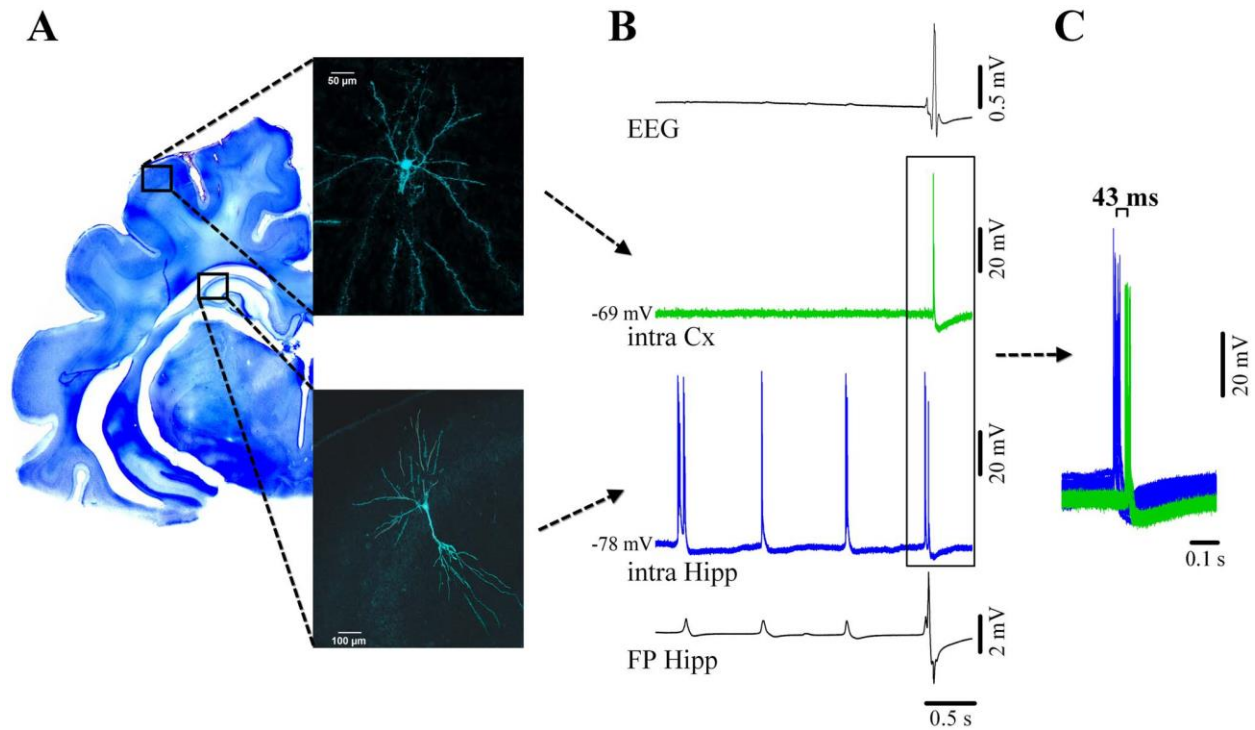 A
B
C
50 µm
100 µm
EEG
0.5 mV
-69 mV
intra Cx
20 mV
-78 mV
intra Hipp
20 mV
FP Hipp
2 mV
0.5 s
43 ms
20 mV
0.1 s